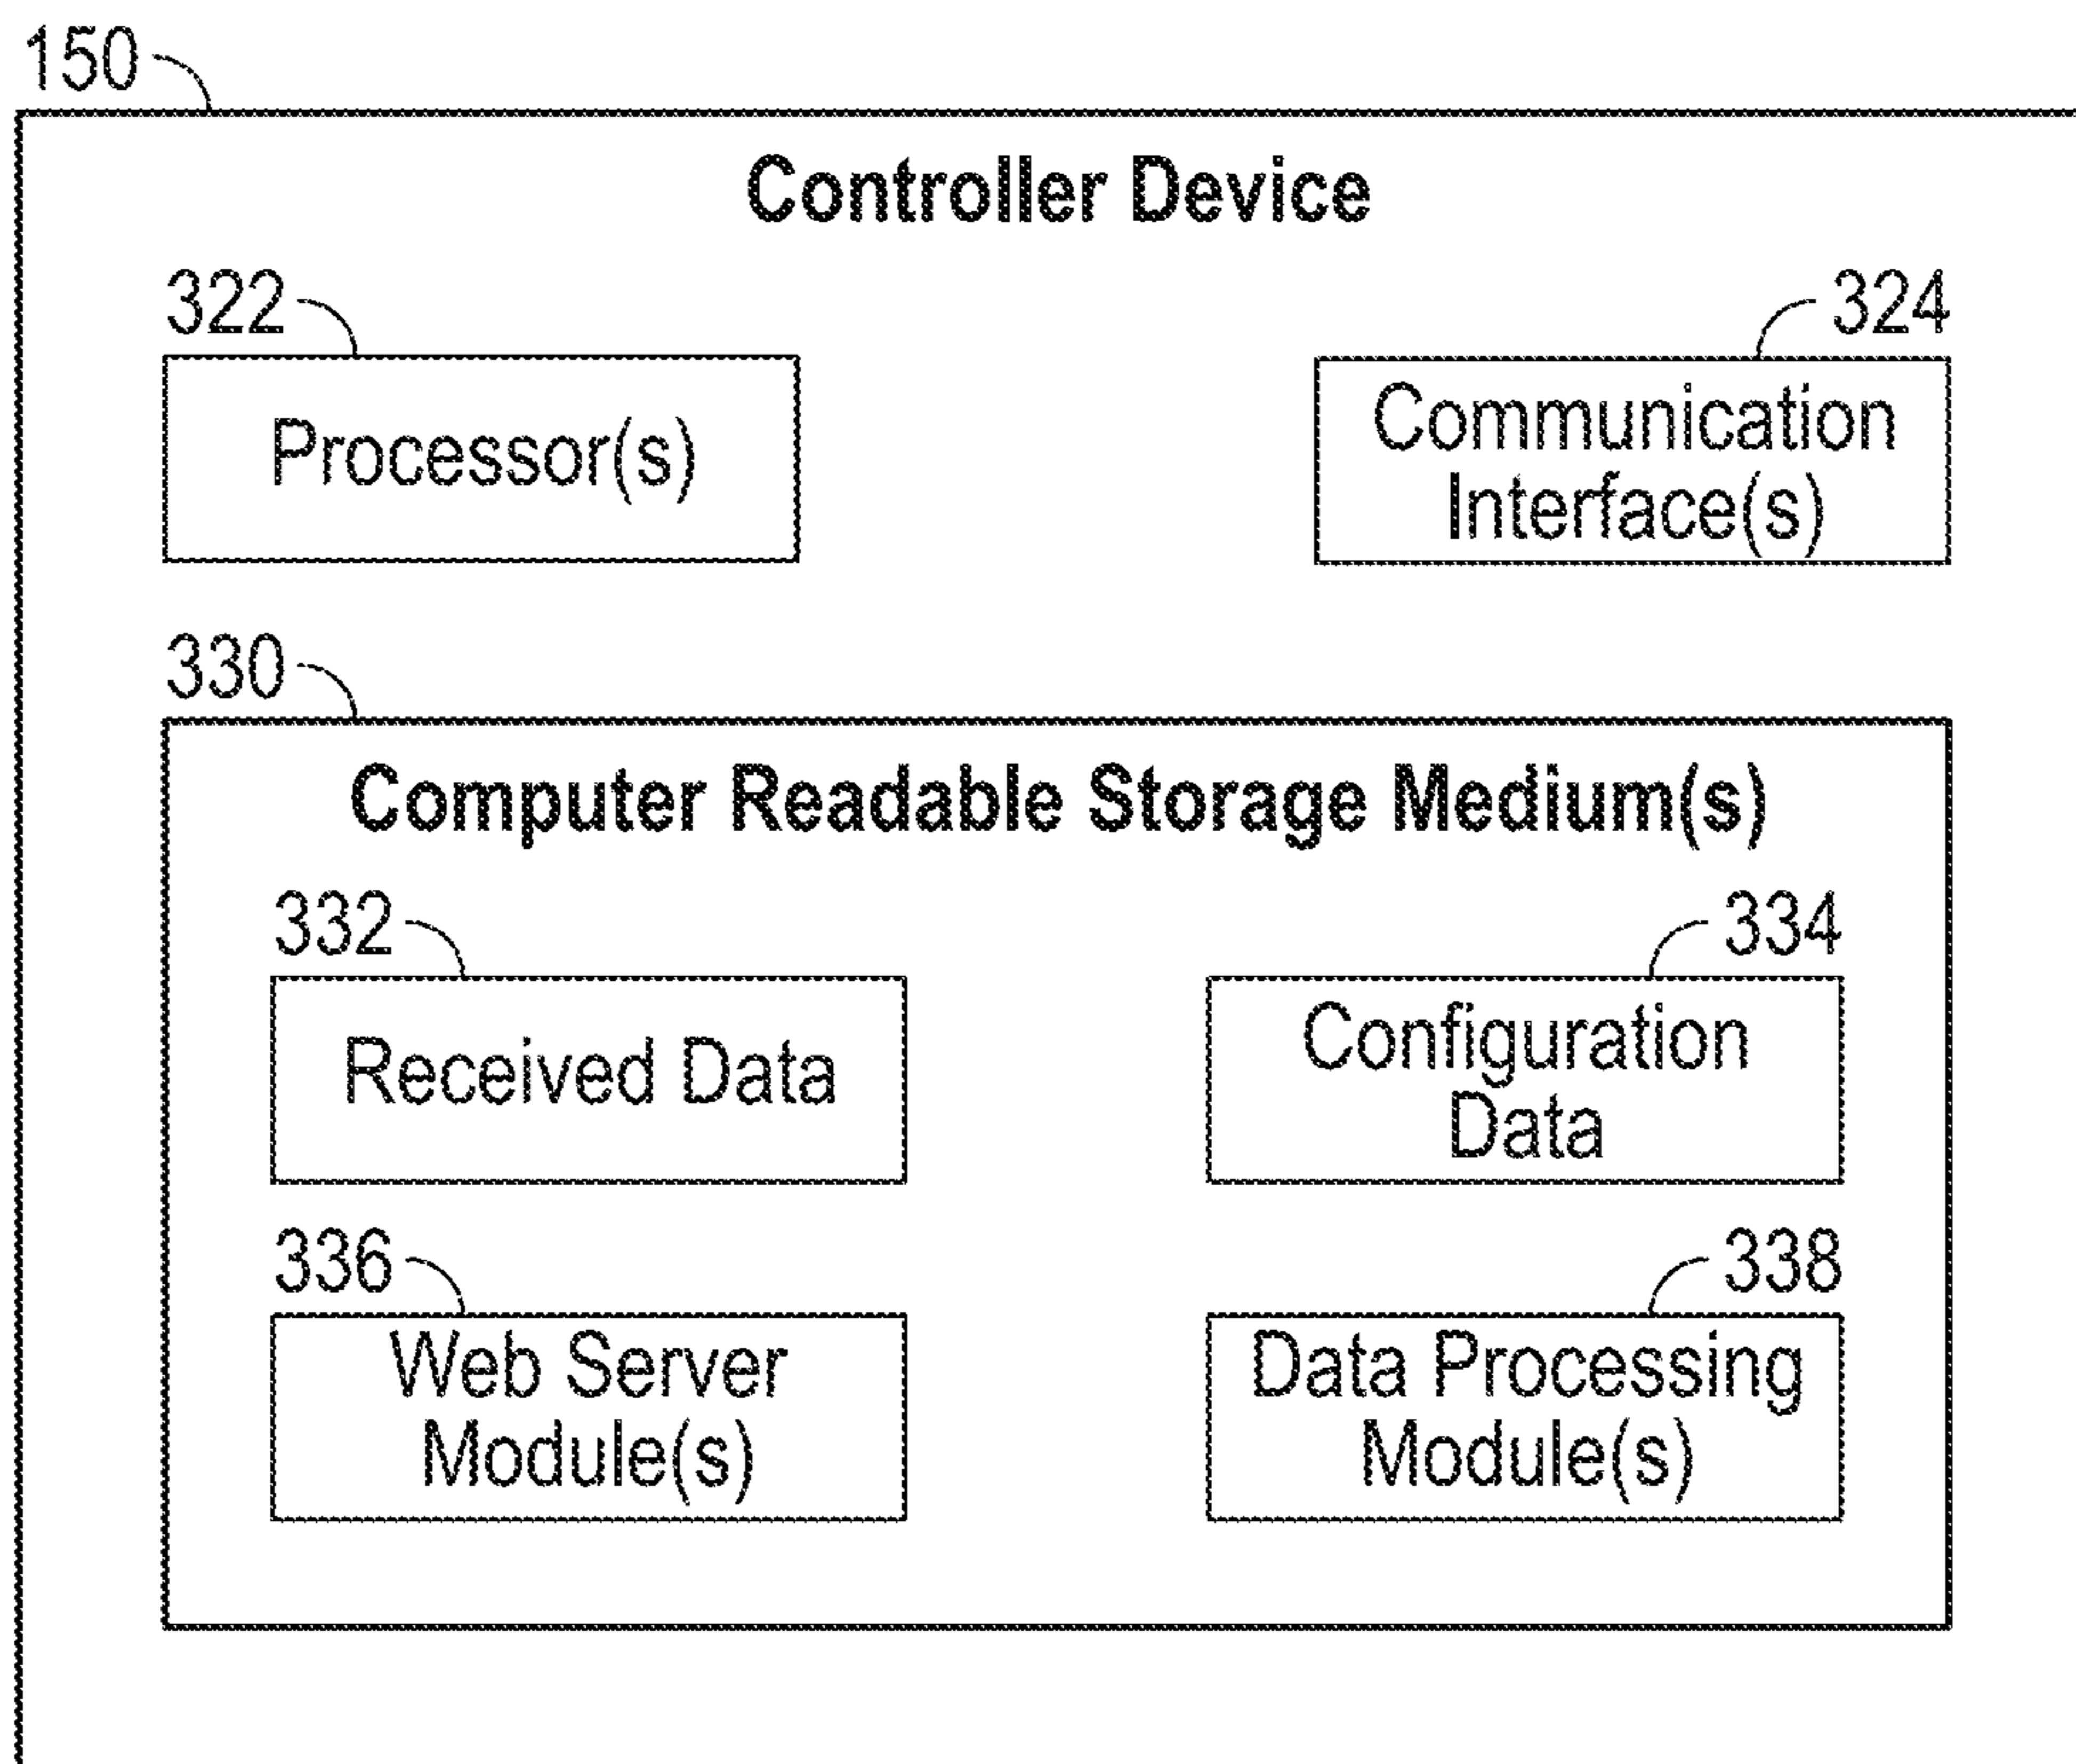 150
Controller Device
322
324
Processor(s)
Communication
Interface(s)
330
Computer Readable Storage Medium(s)
332
334
Received Data
Configuration
Data
336
338
Web Server
Module(s)
Data Processing
Module(s)